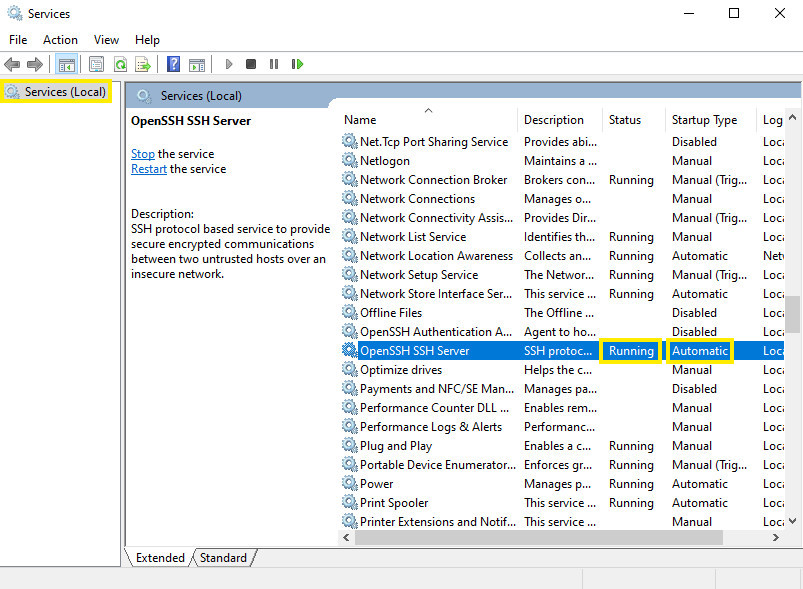 Services
File Action View Help
Services (Local)
Services (Local)
OpenSSH SSH Server
Stop the service
Restart the service
Description:
SSH protocol based service to provide
secure encrypted communications
between two untrusted hosts over an
insecure network.
Name Description Status Startup Type Log
Net.Tcp Port Sharing Service Provides abi... Disabled Loca
Netlogon Maintains a ... Manual Loca
Network Connection Broker Brokers con... Running Manual (Trig... Loca
Network Connections Manages o... Manual Loca
Network Connectivity Assis... Provides Dir... Manual (Trig... Loca
Network List Service Identifies th... Running Manual Loca
Network Location Awareness Collects an... Running Automatic Netv
Network Setup Service The Networ... Running Manual (Trig... Loca
Network Store Interface Ser... This service ... Running Automatic Loca
Offline Files The Offline ... Disabled Loca
OpenSSH Authentication A... Agent to ho... Disabled Loca
OpenSSH SSH Server SSH protoc... Running Automatic Loca
Optimize drives Helps the c... Manual Loca
Payments and NFC/SE Man... Manages pa... Disabled Loca
Performance Counter DLL ... Enables rem... Manual Loca
Performance Logs & Alerts Performanc... Manual Loca
Plug and Play Enables a c... Running Manual Loca
Portable Device Enumerator... Enforces gr... Running Manual (Trig... Loca
Power Manages p... Running Automatic Loca
Print Spooler This service ... Running Automatic Loca
Printer Extensions and Notif... This service ... Manual Loca
Extended Standard